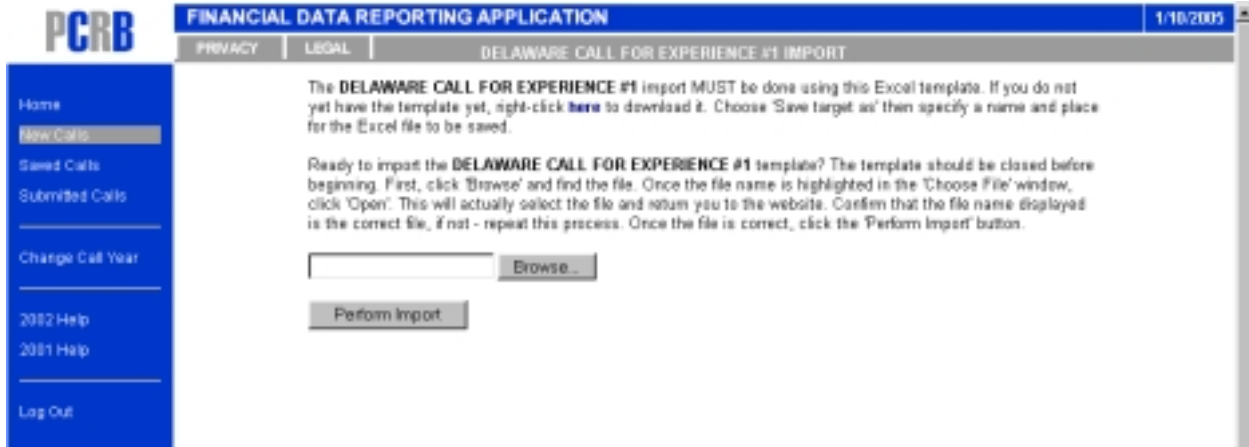 PCRB
FINANCIAL DATA REPORTING APPLICATION
1/10/2005
PRIVACY
LEGAL
DELAWARE CALL FOR EXPERIENCE #1 IMPORT
Home
New Calls
Saved Calls
Submitted Calls
Change Call Year
2002 Help
2001 Help
Log Out
The DELAWARE CALL FOR EXPERIENCE #1 import MUST be done using this Excel template. If you do not
yet have the template yet, right-click here to download it. Choose 'Save target as' then specify a name and place
for the Excel file to be saved.
Ready to import the DELAWARE CALL FOR EXPERIENCE #1 template? The template should be closed before
beginning. First, click 'Browse' and find the file. Once the file name is highlighted in the 'Choose File' window,
click 'Open'. This will actually select the file and return you to the website. Confirm that the file name displayed
is the correct file, if not - repeat this process. Once the file is correct, click the 'Perform Import' button.
Browse...
Perform Import